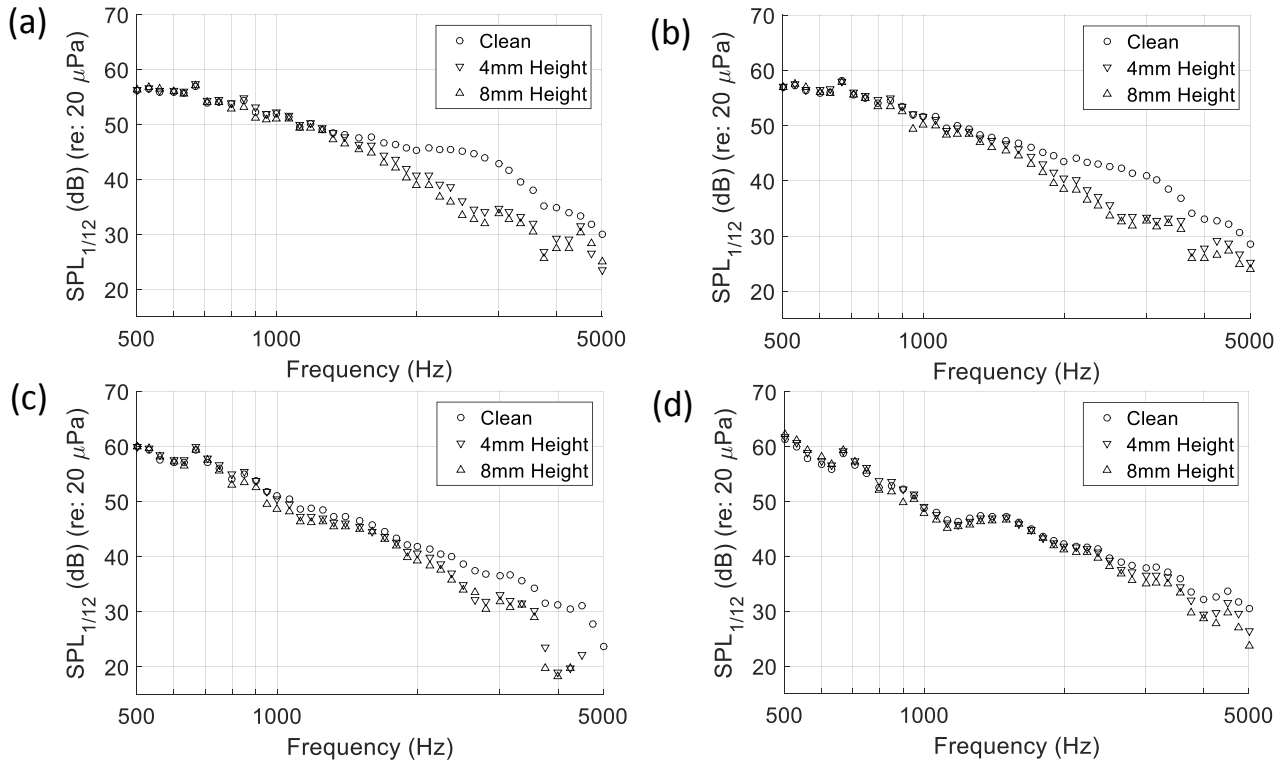 (a)
70
60
50
40
30
20
SPL1/12 (dB) (re: 20 μPa)
Clean
4mm Height
8mm Height
500
1000
5000
Frequency (Hz)
(b)
70
60
50
40
30
20
SPL1/12 (dB) (re: 20 μPa)
Clean
4mm Height
8mm Height
500
1000
5000
Frequency (Hz)
(c)
70
60
50
40
30
20
SPL1/12 (dB) (re: 20 μPa)
Clean
4mm Height
8mm Height
500
1000
5000
Frequency (Hz)
(d)
70
60
50
40
30
20
SPL1/12 (dB) (re: 20 μPa)
Clean
4mm Height
8mm Height
500
1000
5000
Frequency (Hz)